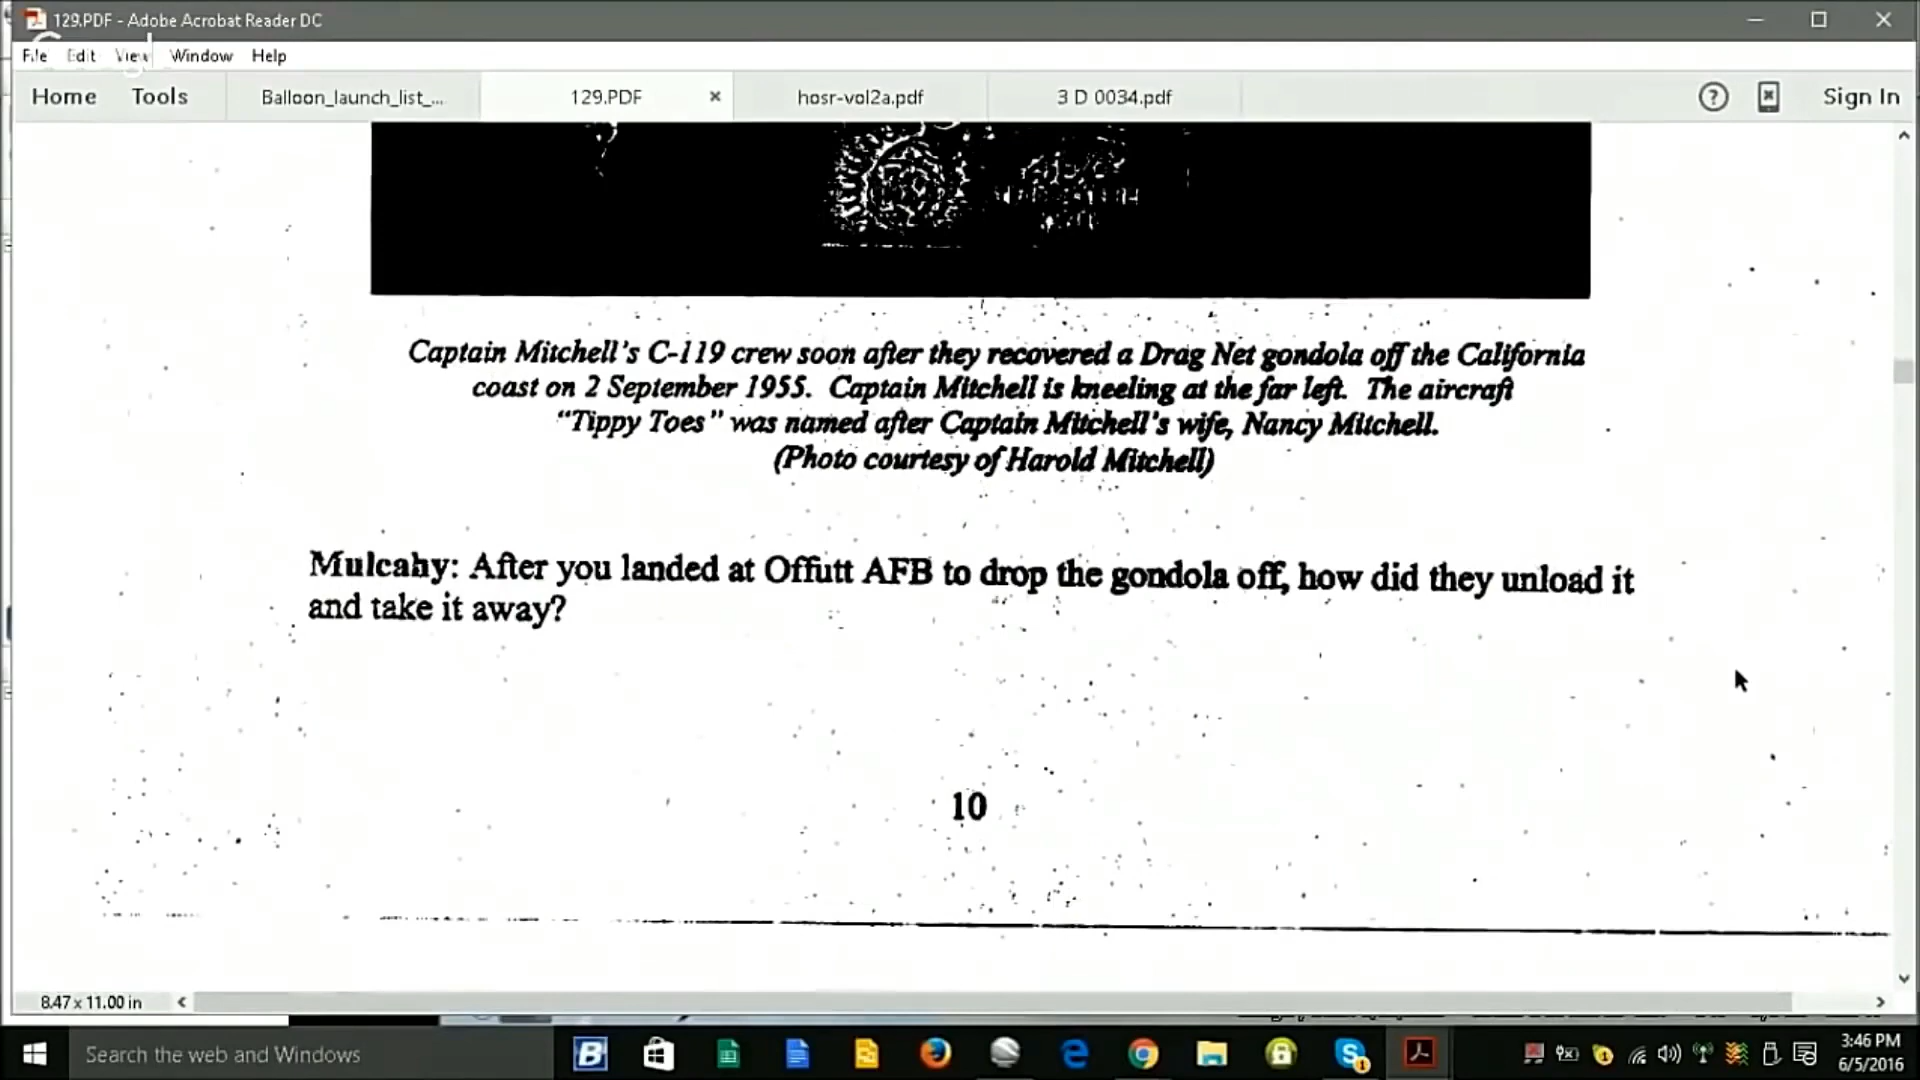 129.PDF - Adobe Acrobat Reader DC
File Edit View Window Help
Home Tools Balloon_launch_list_... 129.PDF hosr-vol2a.pdf 3 D 0034.pdf Sign In
Captain Mitchell's C-119 crew soon after they recovered a Drag Net gondola off the California
coast on 2 September 1955. Captain Mitchell is kneeling at the far left. The aircraft
"Tippy Toes" was named after Captain Mitchell's wife, Nancy Mitchell.
(Photo courtesy of Harold Mitchell)
Mulcahy: After you landed at Offutt AFB to drop the gondola off, how did they unload it
and take it away?
10
8.47 x 11.00 in
Search the web and Windows
3:46 PM
6/5/2016